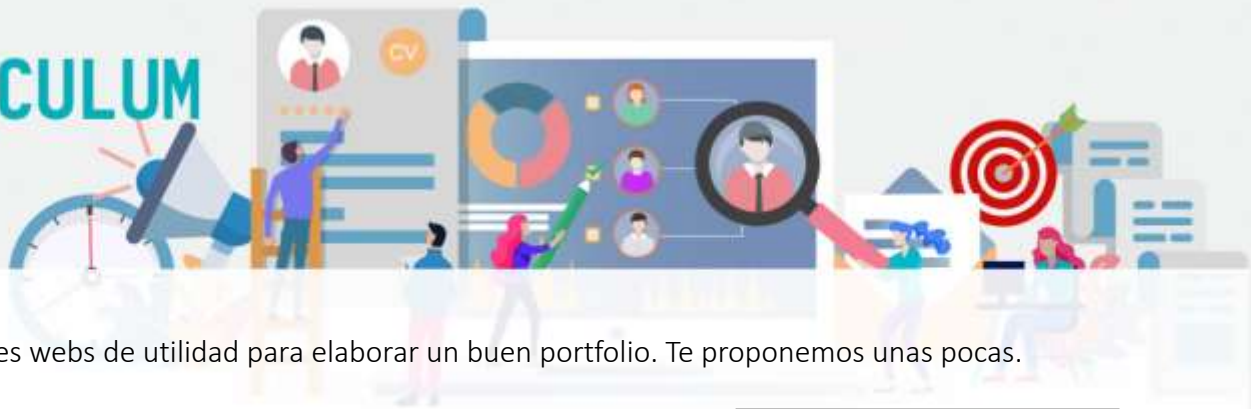 CULUM
CV
es webs de utilidad para elaborar un buen portfolio. Te proponemos unas pocas.